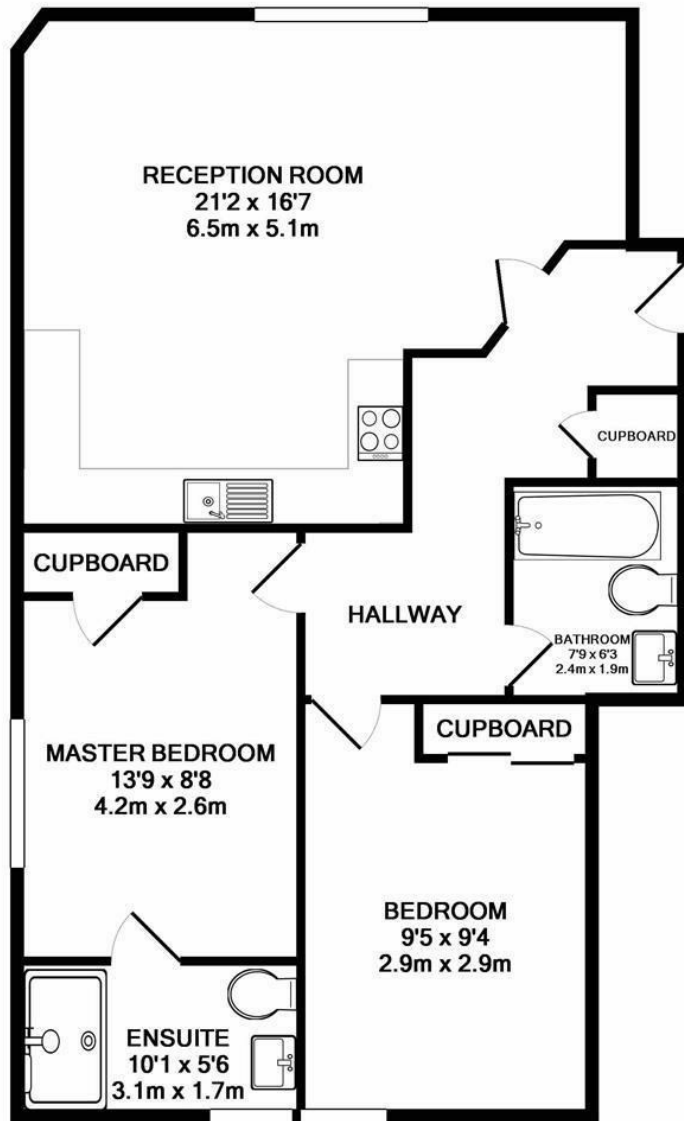 RECEPTION ROOM
21'2 x 16'7
6.5m x 5.1m
CUPBOARD
CUPBOARD
HALLWAY
BATHROOM
7'9 x 6'3
2.4m x 1.9m
CUPBOARD
MASTER BEDROOM
13'9 x 8'8
4.2m x 2.6m
BEDROOM
9'5 x 9'4
2.9m x 2.9m
ENSUITE
10'1 x 5'6
3.1m x 1.7m